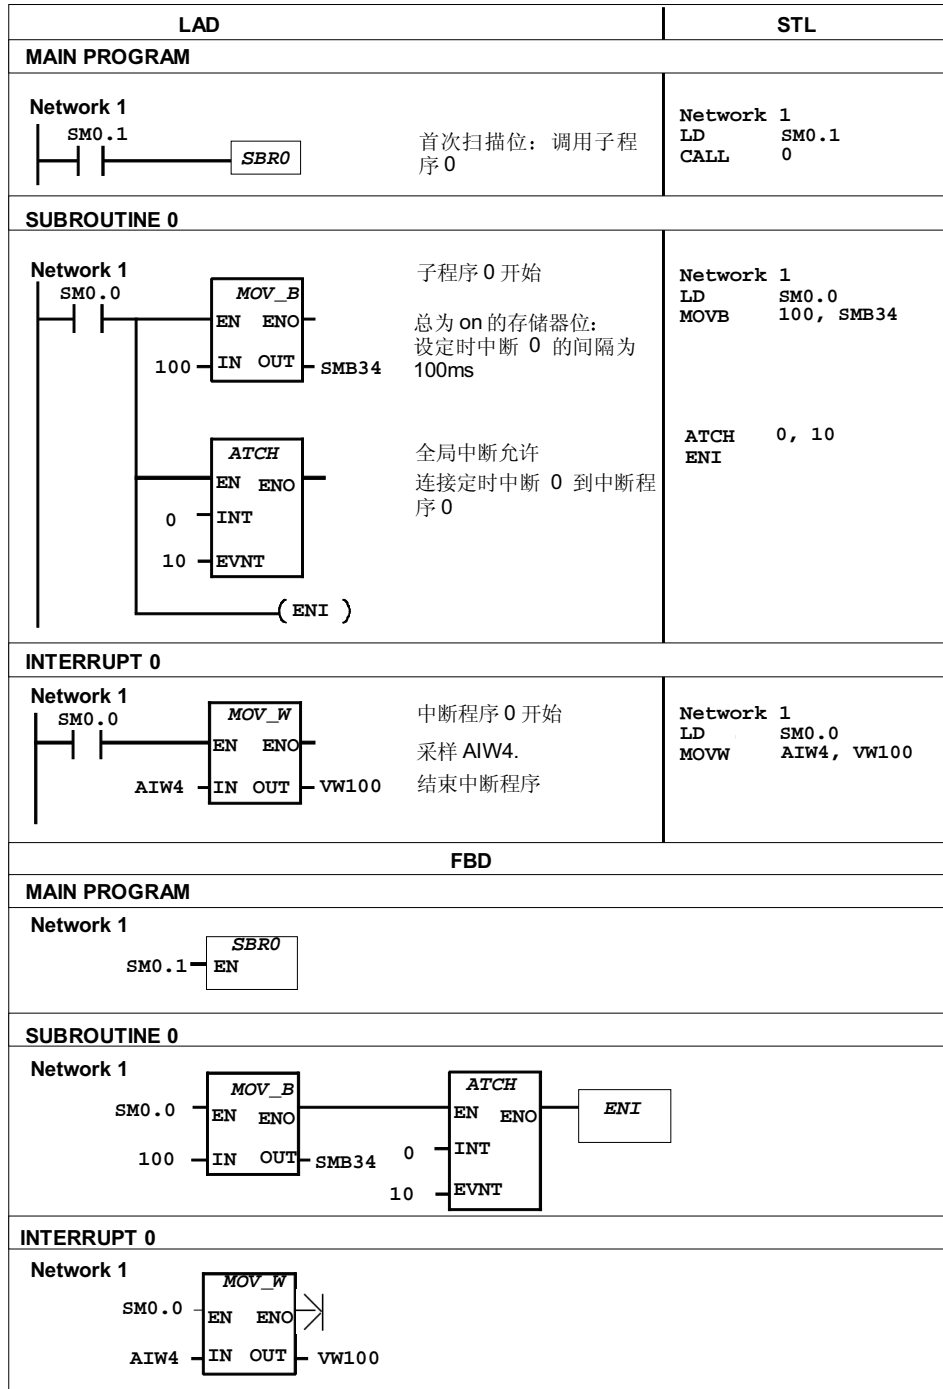 LAD
STL
MAIN PROGRAM
Network 1
SM0.1
SBR0
首次扫描位：调用子程
序 0
Network 1
LD SM0.1
CALL 0
SUBROUTINE 0
Network 1
SM0.0
MOV_B
EN ENO
100 IN OUT SMB34
子程序 0 开始
总为 on 的存储器位：
设定时中断 0 的间隔为
100ms
Network 1
LD SM0.0
MOVB 100, SMB34
ATCH
EN ENO
0 INT
10 EVNT
( ENI )
全局中断允许
连接定时中断 0 到中断程
序 0
ATCH 0, 10
ENI
INTERRUPT 0
Network 1
SM0.0
MOV_W
EN ENO
AIW4 IN OUT VW100
中断程序 0 开始
采样 AIW4.
结束中断程序
Network 1
LD SM0.0
MOVW AIW4, VW100
FBD
MAIN PROGRAM
Network 1
SBR0
SM0.1 EN
SUBROUTINE 0
Network 1
MOV_B
SM0.0 EN ENO
100 IN OUT SMB34
ATCH
EN ENO
0 INT
10 EVNT
ENI
INTERRUPT 0
Network 1
MOV_W
SM0.0 EN ENO
AIW4 IN OUT VW100